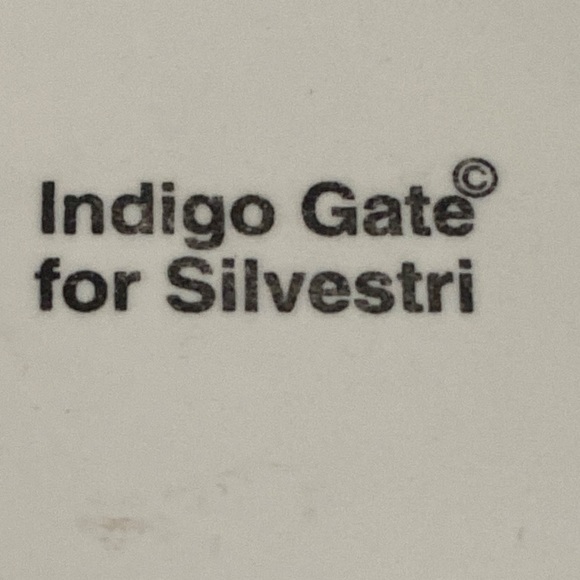 Indigo Gate©
for Silvestri